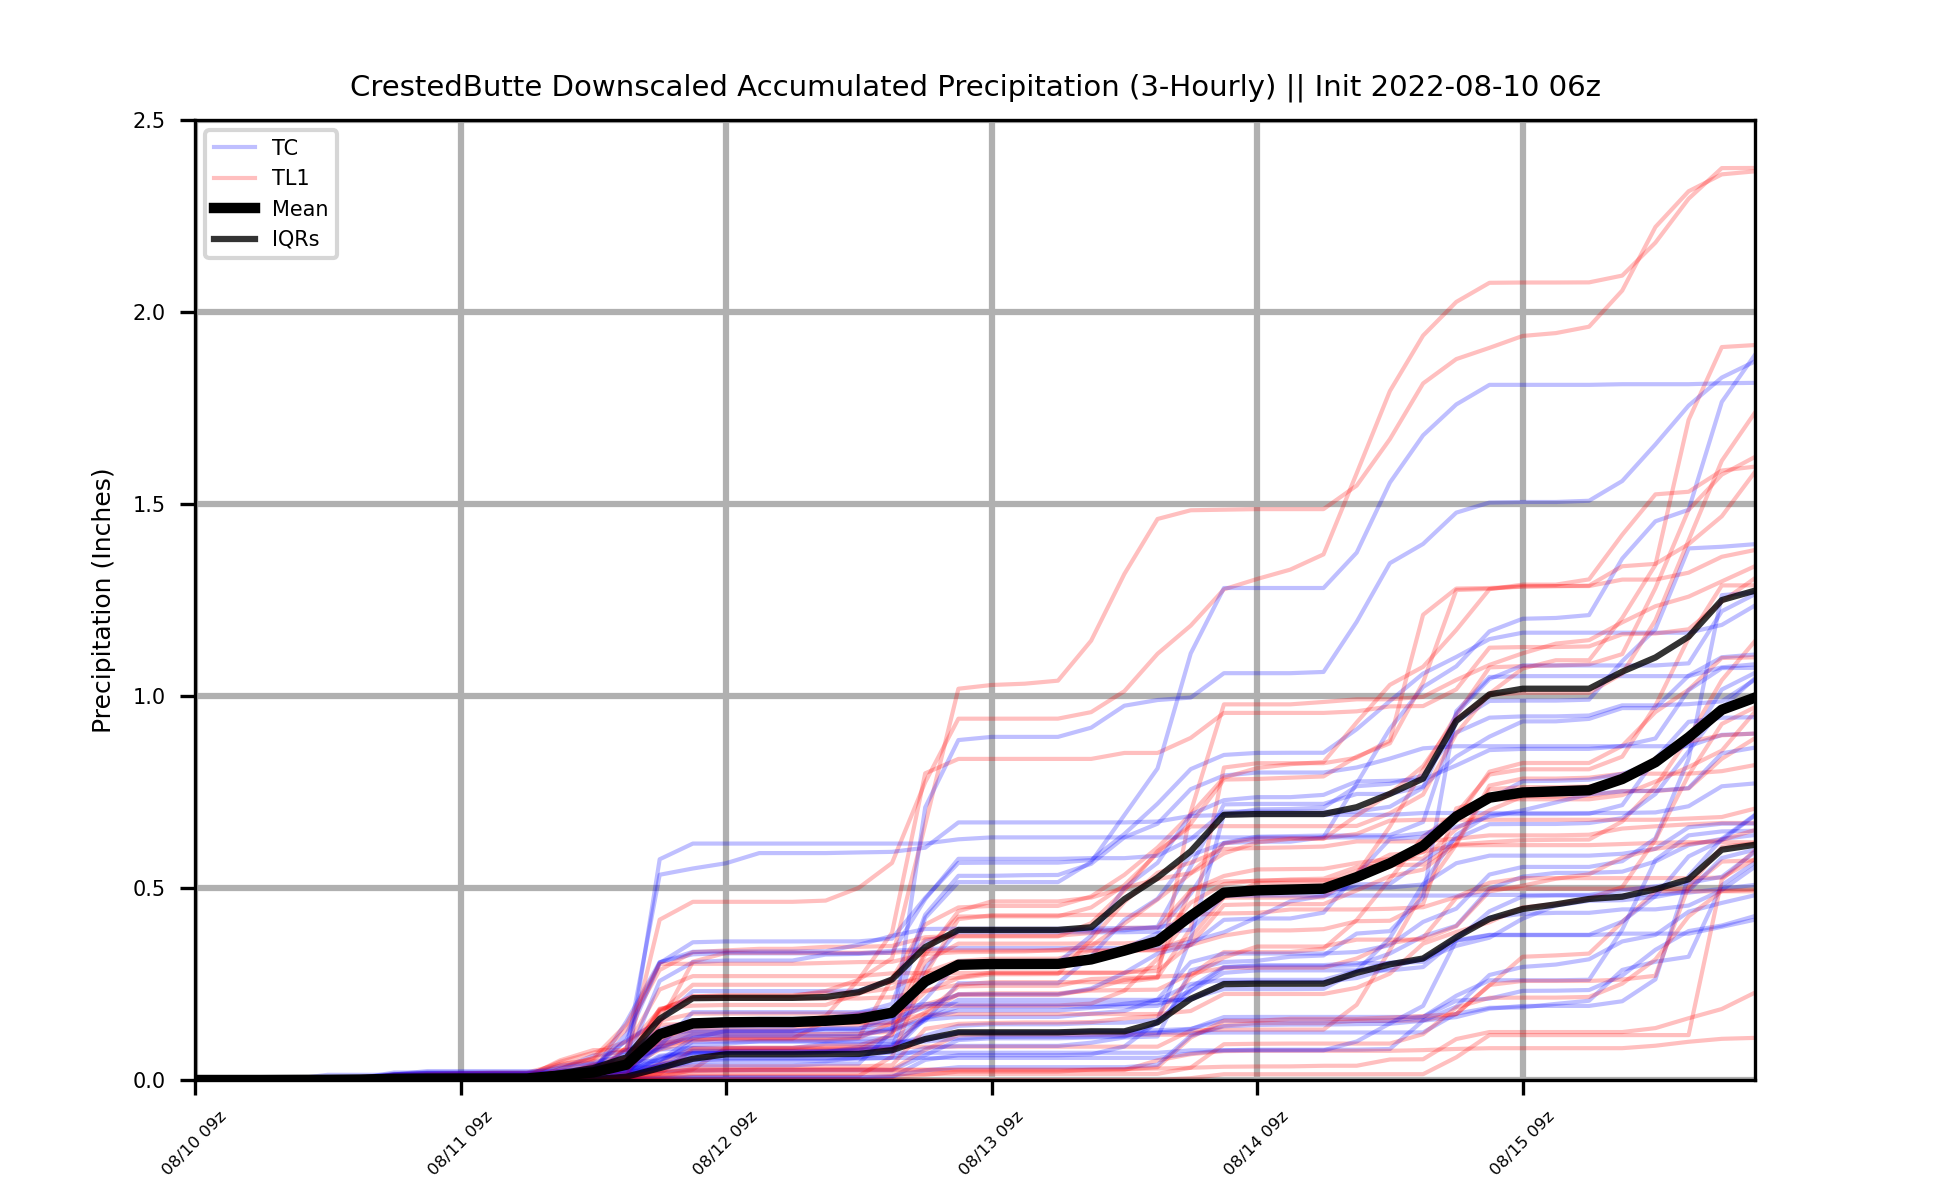 CrestedButte Downscaled Accumulated Precipitation (3-Hourly) || Init 2022-08-10 06z
2.5
2.0
1.5
1.0
0.5
0.0
Precipitation (Inches)
TC
TL1
Mean
IQRs
08/10 09z
08/11 09z
08/12 09z
08/13 09z
08/14 09z
08/15 09z